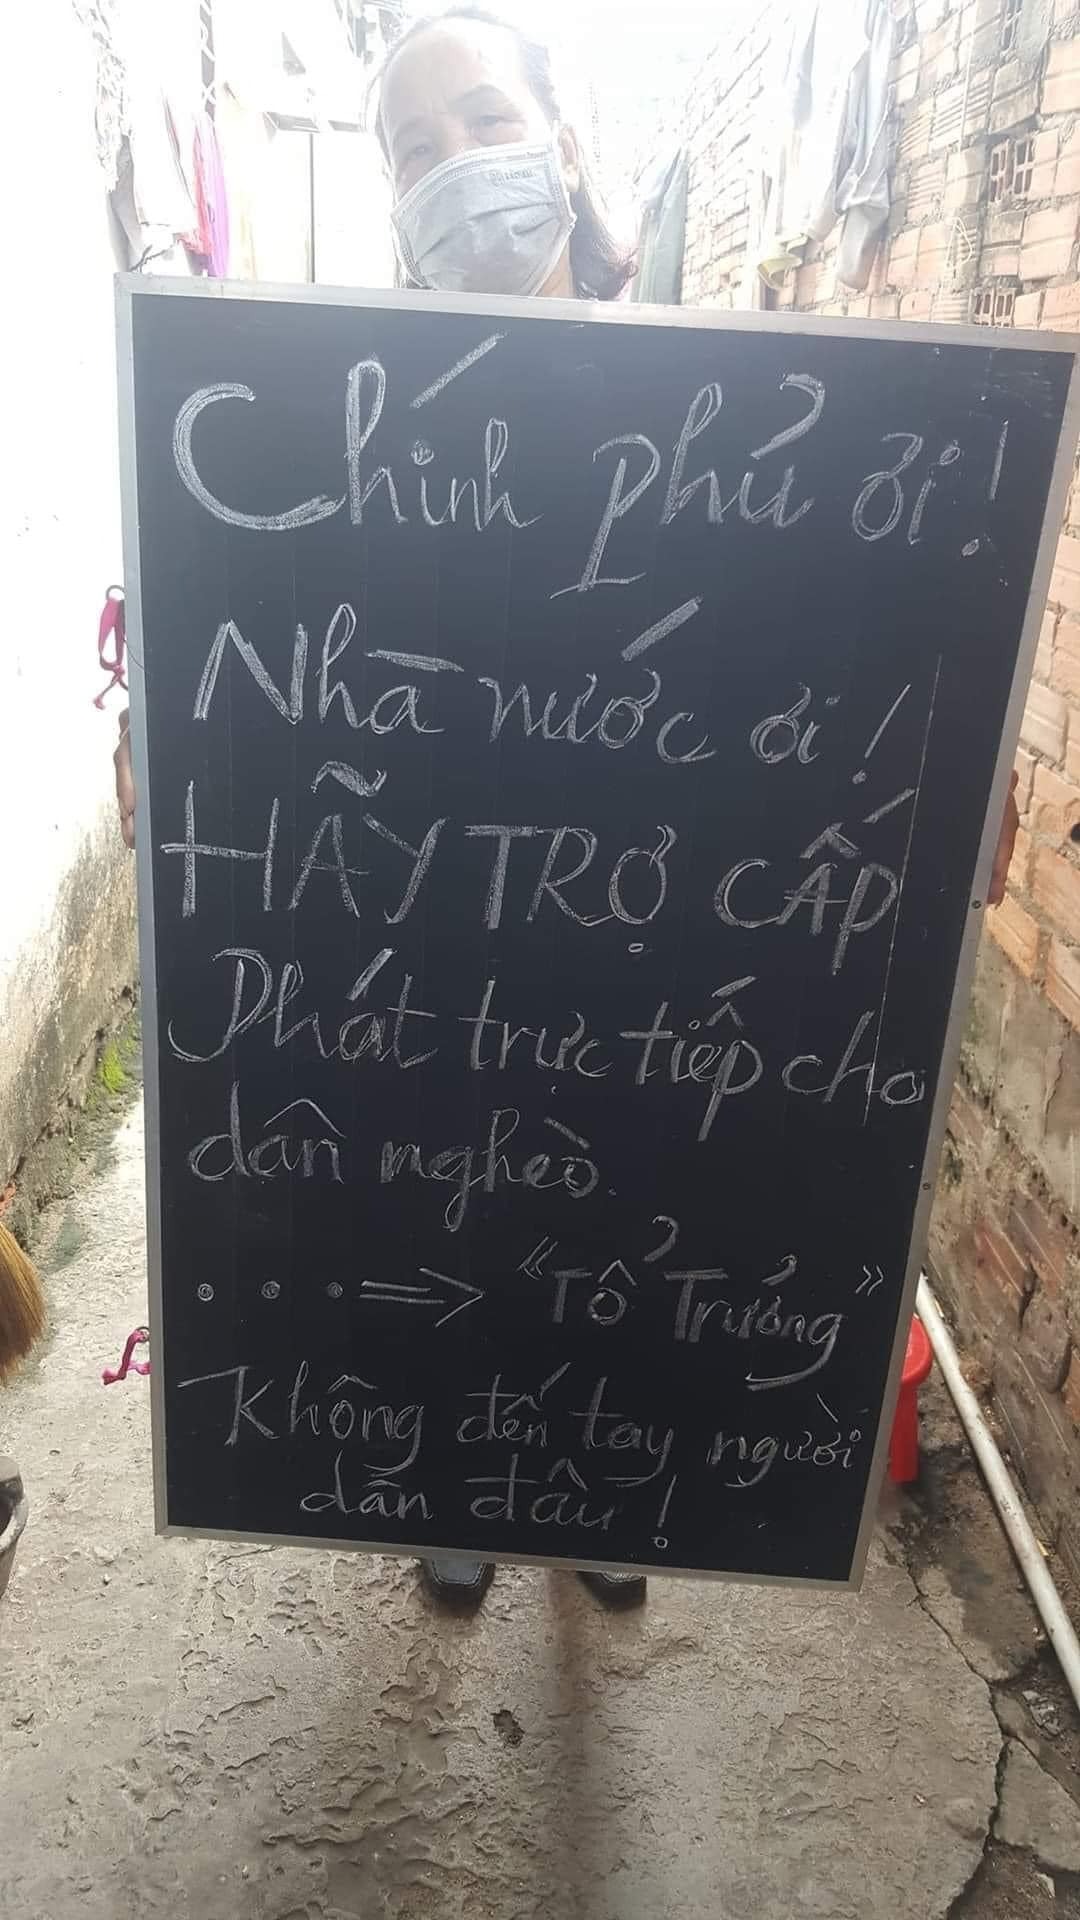 Chính phủ ơi!
Nhà nước ơi!
HÃY TRỢ CẤP
Phát trực tiếp cho
dân nghèo.
... => "TỔ Trưởng"
Không đến tay người
dân đâu!